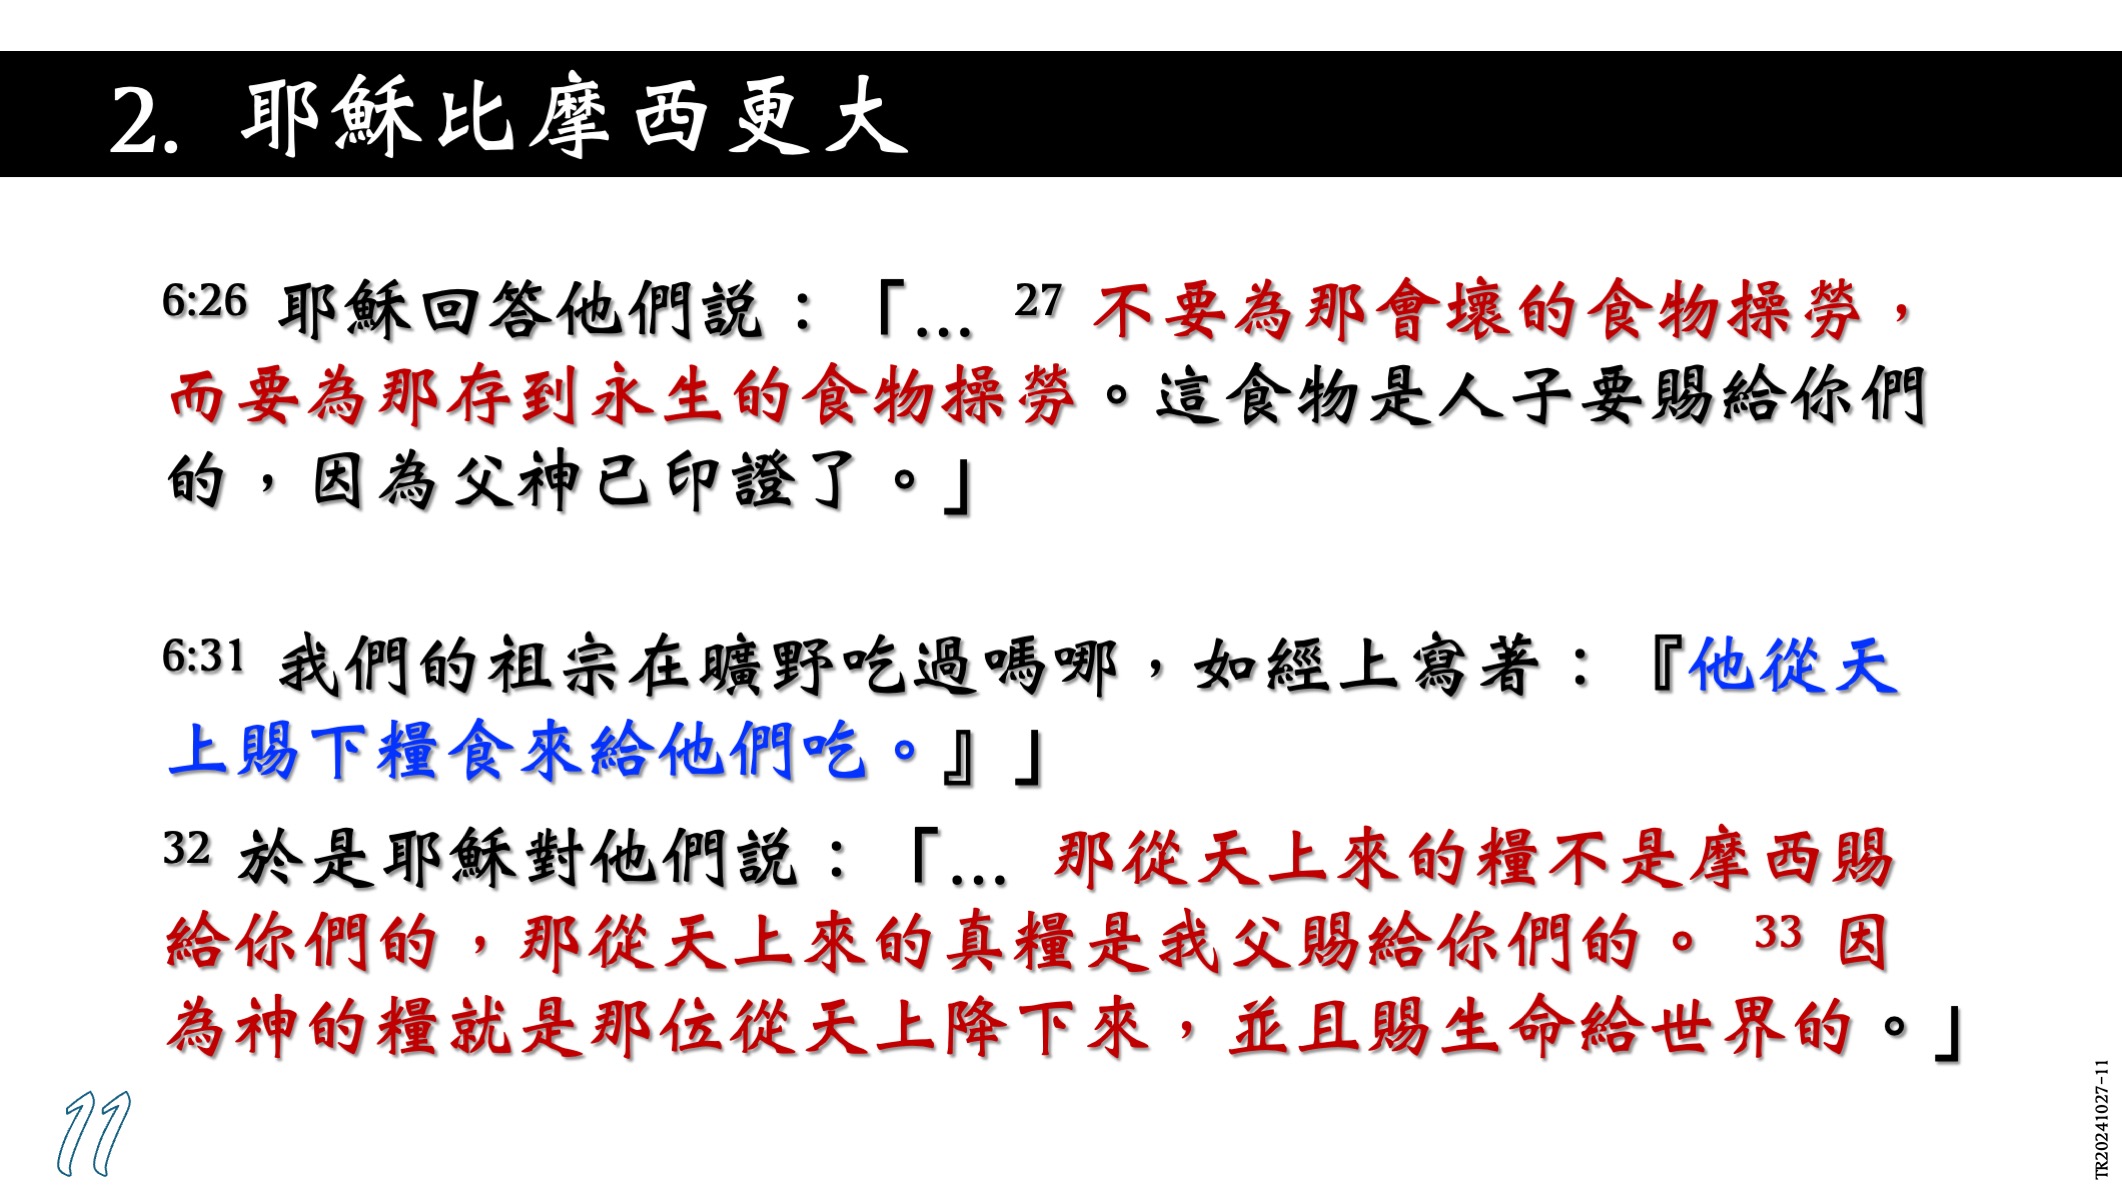 2. 耶穌比摩西更大
6:26 耶穌回答他們説：「... 27 不要為那會壞的食物操勞，
而要為那存到永生的食物操勞。這食物是人子要賜給你們
的，因為父神已印證了。」
6:31 我們的祖宗在曠野吃過嗎哪，如經上寫著：『他從天
上賜下糧食來給他們吃。』」
32 於是耶穌對他們説：「... 那從天上來的糧不是摩西賜
給你們的，那從天上來的真糧是我父賜給你們的。 33 因
為神的糧就是那位從天上降下來，並且賜生命給世界的。」
11
TR20241027-11